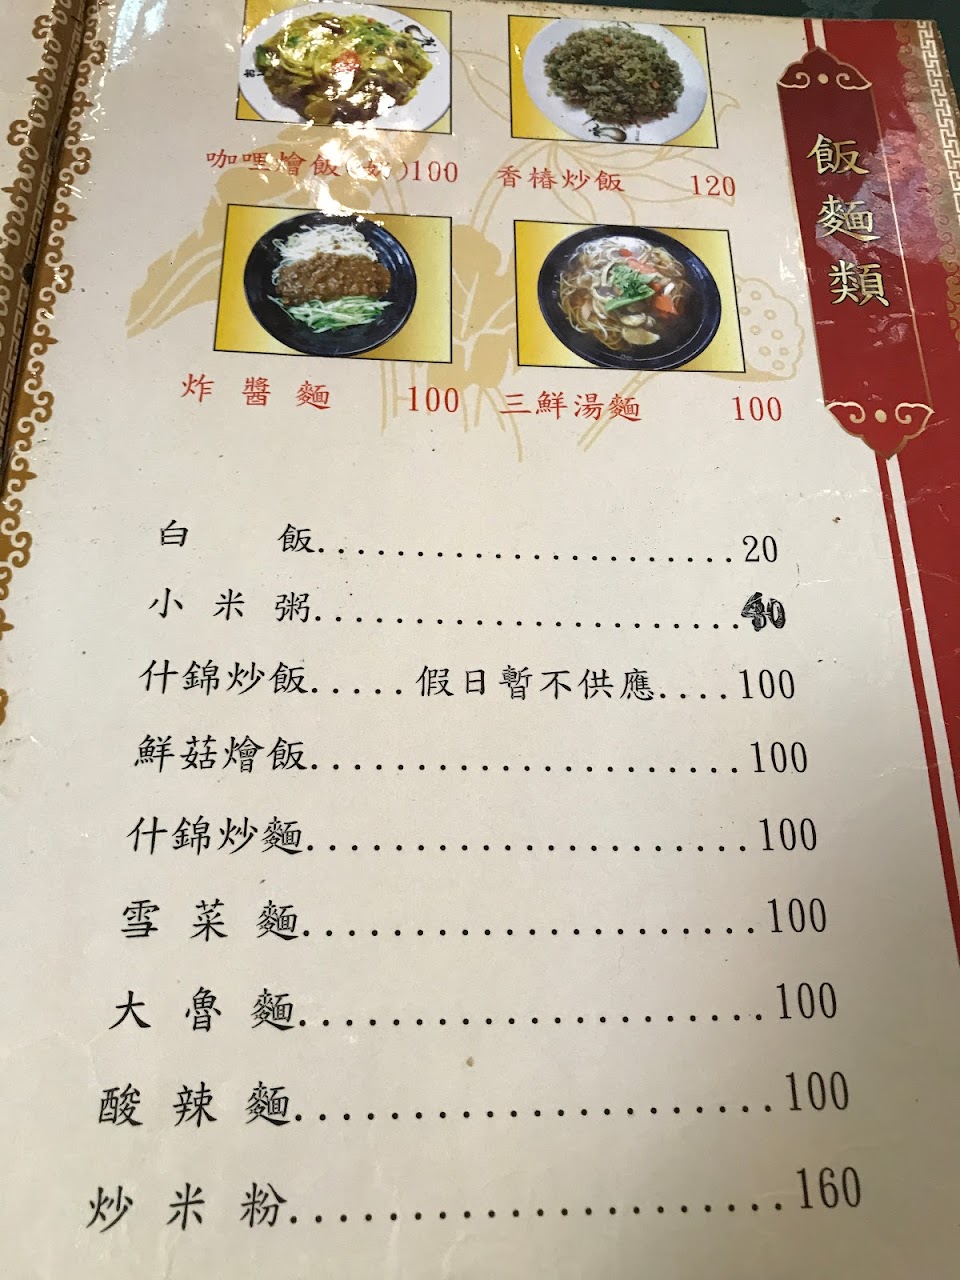 飯麵類
咖哩燴飯( )100
香椿炒飯 120
炸醬麵 100
三鮮湯麵 100
白飯......................20
小米粥......................40
什錦炒飯.....假日暫不供應....100
鮮菇燴飯.....................100
什錦炒麵.....................100
雪菜麵.....................100
大魯麵.....................100
酸辣麵.....................100
炒米粉.....................160